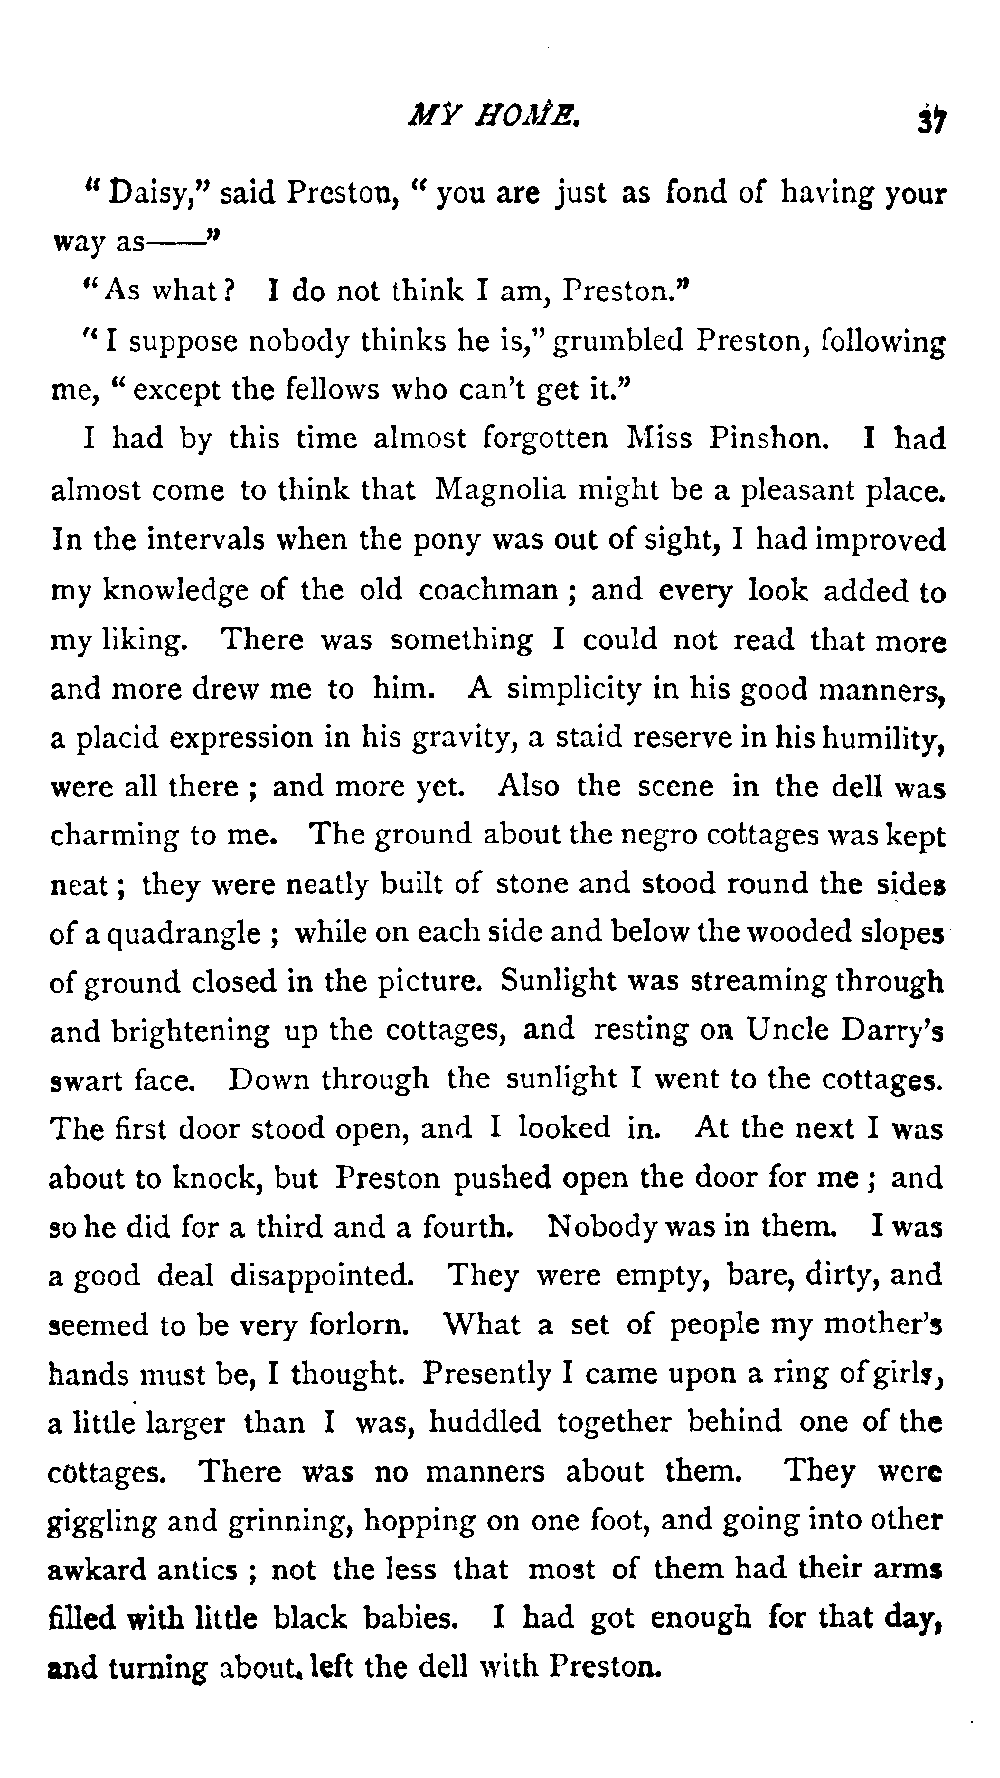 MY HOME. 37
" Daisy," said Preston, " you are just as fond of having your
way as——"
"As what? I do not think I am, Preston."
"I suppose nobody thinks he is," grumbled Preston, following
me, " except the fellows who can't get it."
I had by this time almost forgotten Miss Pinshon. I had
almost come to think that Magnolia might be a pleasant place.
In the intervals when the pony was out of sight, I had improved
my knowledge of the old coachman ; and every look added to
my liking. There was something I could not read that more
and more drew me to him. A simplicity in his good manners,
a placid expression in his gravity, a staid reserve in his humility,
were all there ; and more yet. Also the scene in the dell was
charming to me. The ground about the negro cottages was kept
neat ; they were neatly built of stone and stood round the sides
of a quadrangle ; while on each side and below the wooded slopes
of ground closed in the picture. Sunlight was streaming through
and brightening up the cottages, and resting on Uncle Darry's
swart face. Down through the sunlight I went to the cottages.
The first door stood open, and I looked in. At the next I was
about to knock, but Preston pushed open the door for me ; and
so he did for a third and a fourth. Nobody was in them. I was
a good deal disappointed. They were empty, bare, dirty, and
seemed to be very forlorn. What a set of people my mother's
hands must be, I thought. Presently I came upon a ring of girls,
a little larger than I was, huddled together behind one of the
cottages. There was no manners about them. They were
giggling and grinning, hopping on one foot, and going into other
awkard antics ; not the less that most of them had their arms
filled with little black babies. I had got enough for that day,
and turning about, left the dell with Preston.